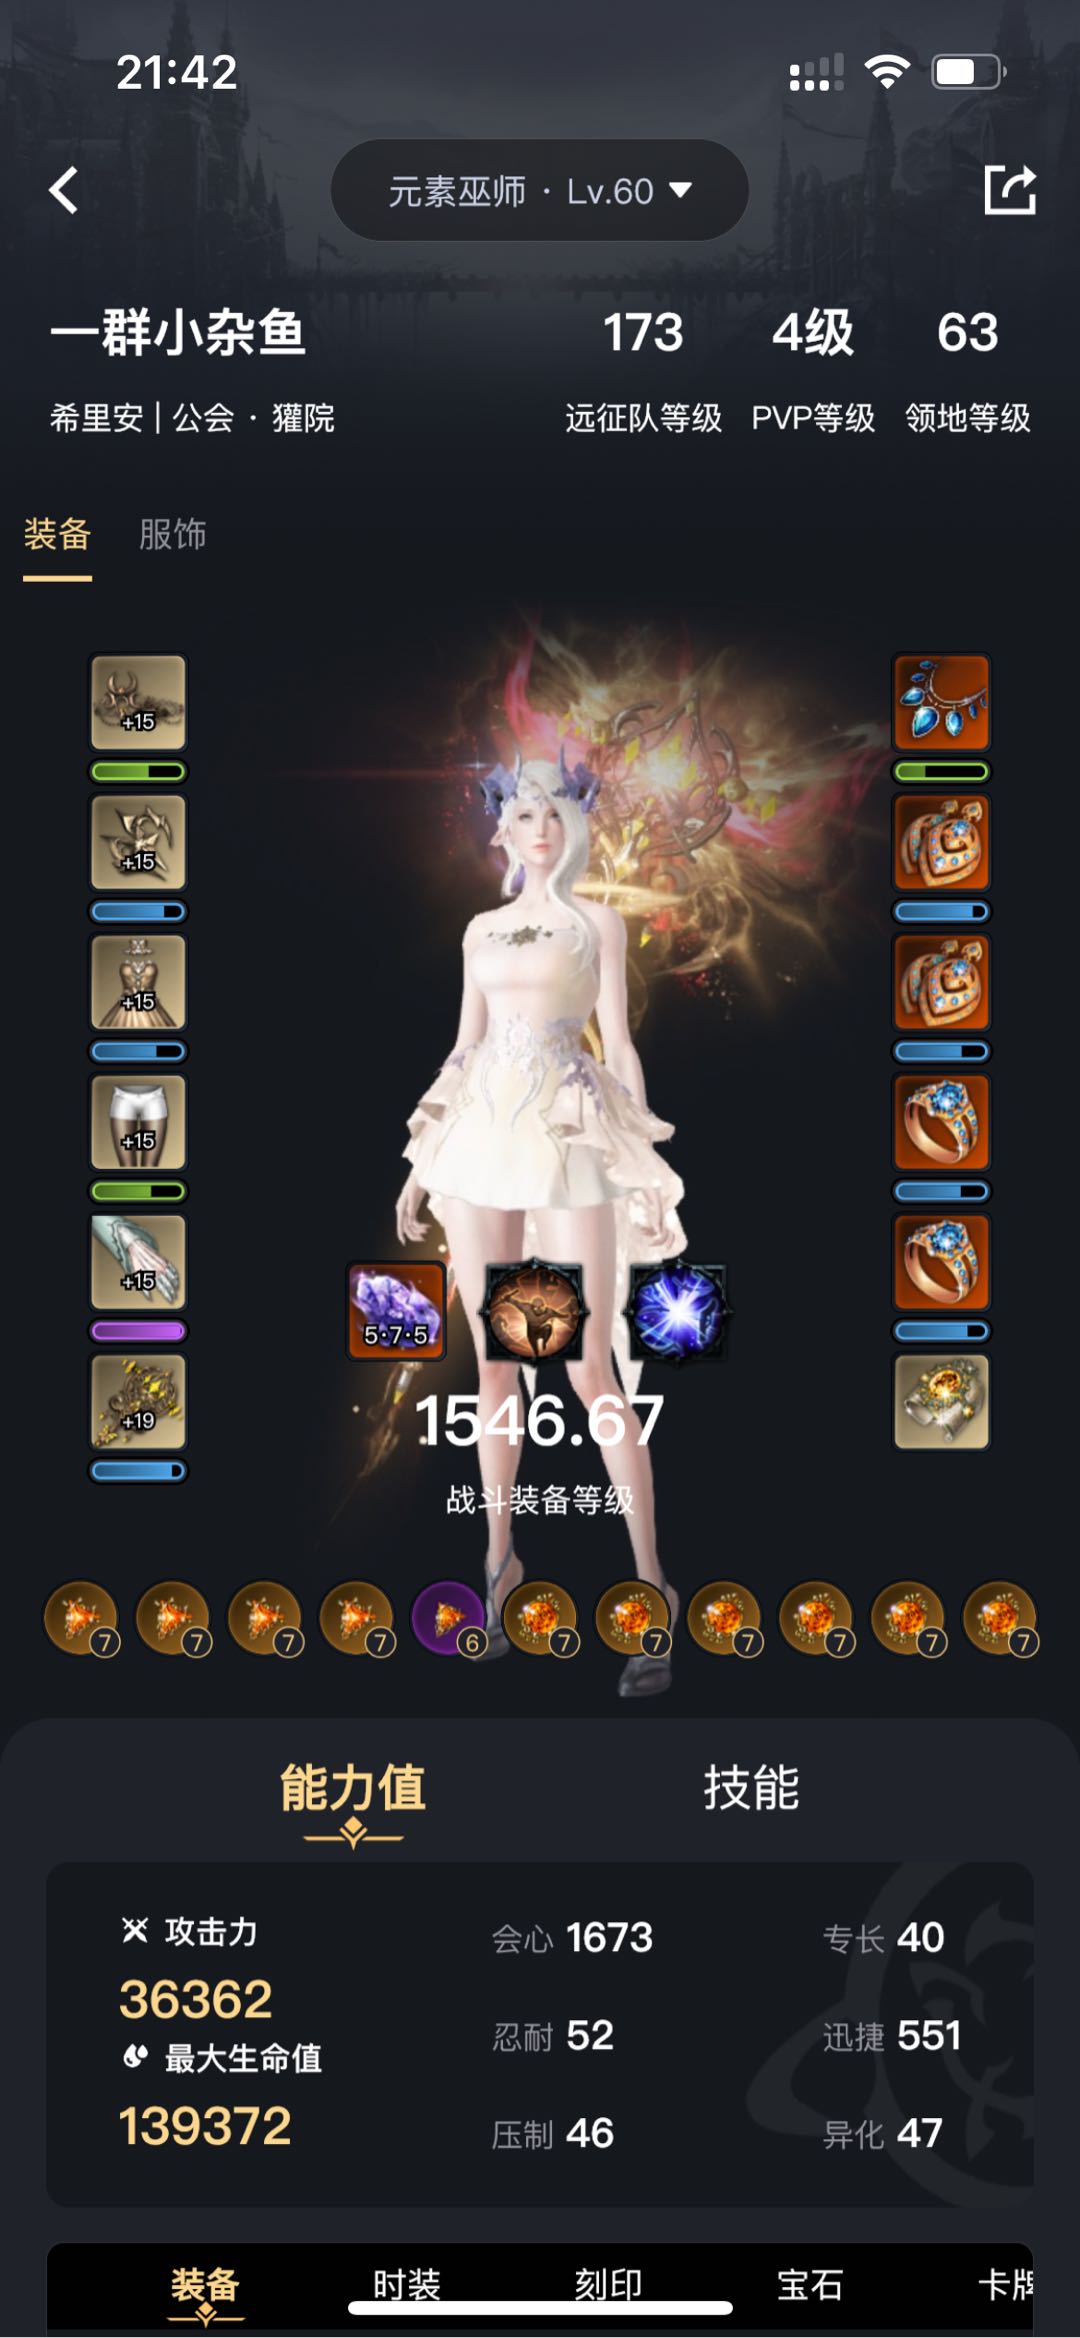 21:42
元素巫师 · Lv.60
一群小杂鱼
173
4级
63
希里安 | 公会 · 獾院
远征队等级
PVP等级
领地等级
装备
服饰
+15
+15
+15
+15
+15
+19
5·7·5
1546.67
战斗装备等级
7 7 7 7 6 7 7 7 7 7 7
能力值
技能
攻击力
36362
最大生命值
139372
会心 1673
专长 40
忍耐 52
迅捷 551
压制 46
异化 47
装备
时装
刻印
宝石
卡牌